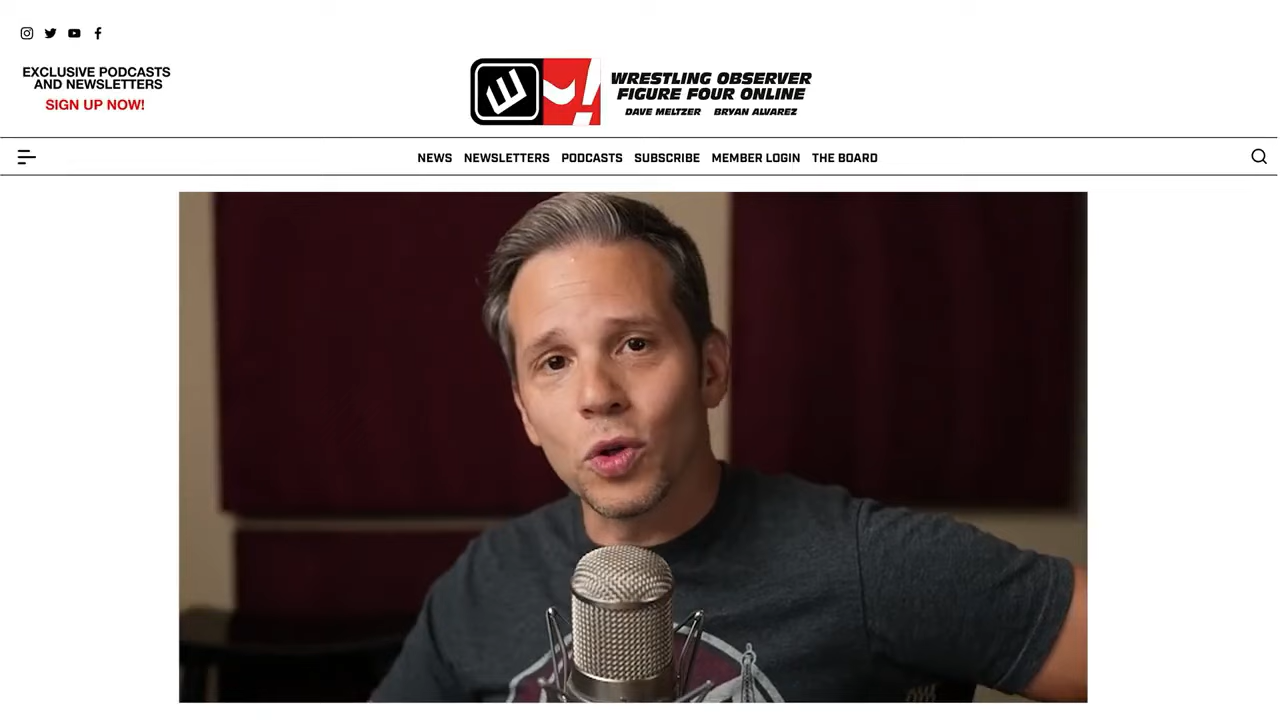 EXCLUSIVE PODCASTS
AND NEWSLETTERS
SIGN UP NOW!
WRESTLING OBSERVER
FIGURE FOUR ONLINE
DAVE MELTZER BRYAN ALVAREZ
NEWS NEWSLETTERS PODCASTS SUBSCRIBE MEMBER LOGIN THE BOARD